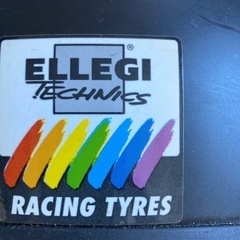 ELLEGI
®
TECHNICS
RACING TYRES